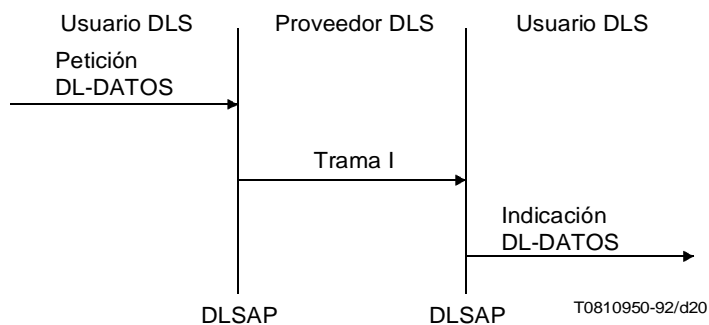 Usuario DLS
Proveedor DLS
Usuario DLS
Petición
DL-DATOS
Trama I
Indicación
DL-DATOS
DLSAP
DLSAP
T0810950-92/d20